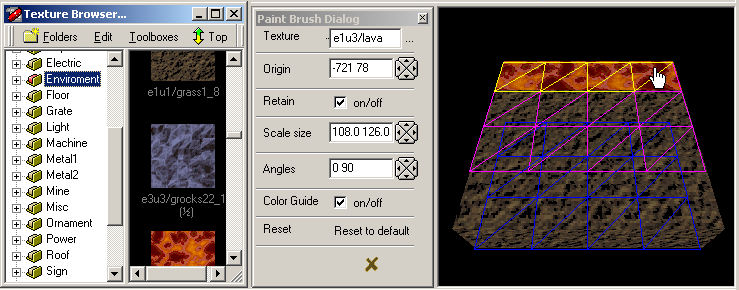 Texture Browser...
Folders Edit Toolboxes Top
Electric
Enviroment
Floor
Grate
Light
Machine
Metal1
Metal2
Mine
Misc
Ornament
Power
Roof
Sign
e1u1/grass1_8
e3u3/grocks22_1
(½)
Paint Brush Dialog
Texture .. e1u3/lava ...
Origin -721 78
Retain on/off
Scale size 108.0 126.0
Angles 0 90
Color Guide on/off
Reset Reset to default